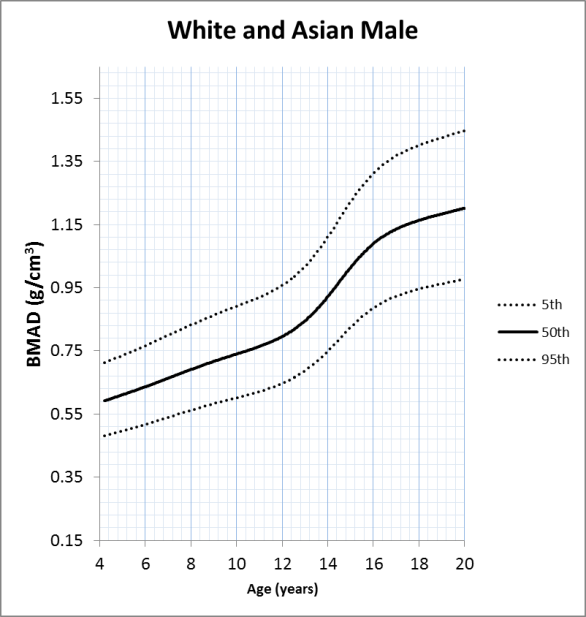 White and Asian Male
1.55
1.35
1.15
0.95
0.75
0.55
0.35
0.15
BMAD (g/cm³)
4 6 8 10 12 14 16 18 20
Age (years)
5th
50th
95th